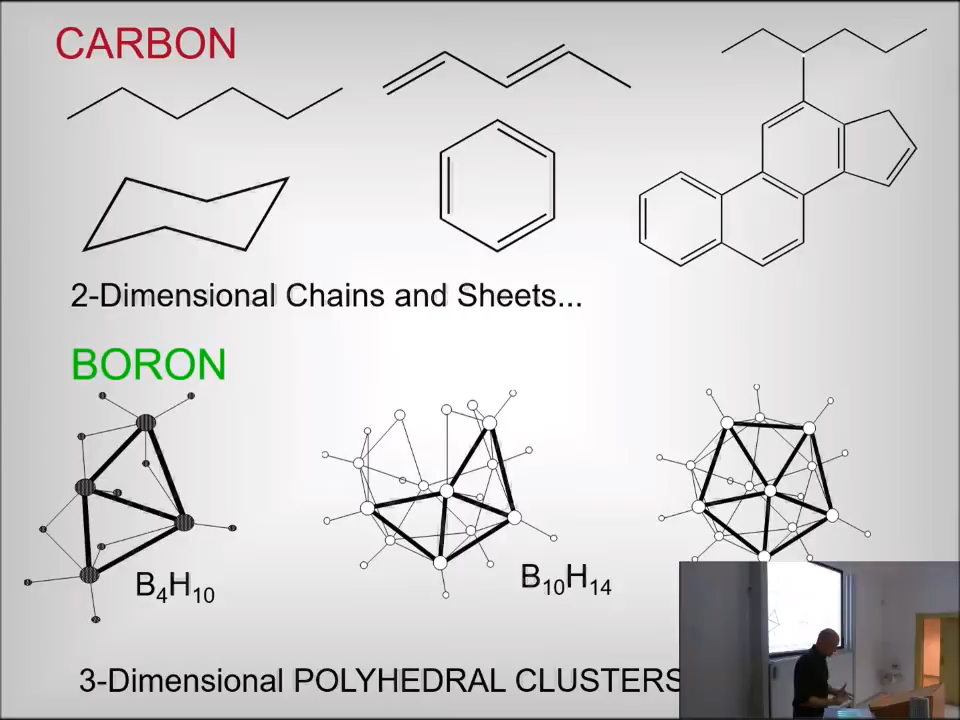 CARBON
2-Dimensional Chains and Sheets...
BORON
B₄H₁₀
B₁₀H₁₄
3-Dimensional POLYHEDRAL CLUSTERS